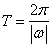 T = 2π / |ω|